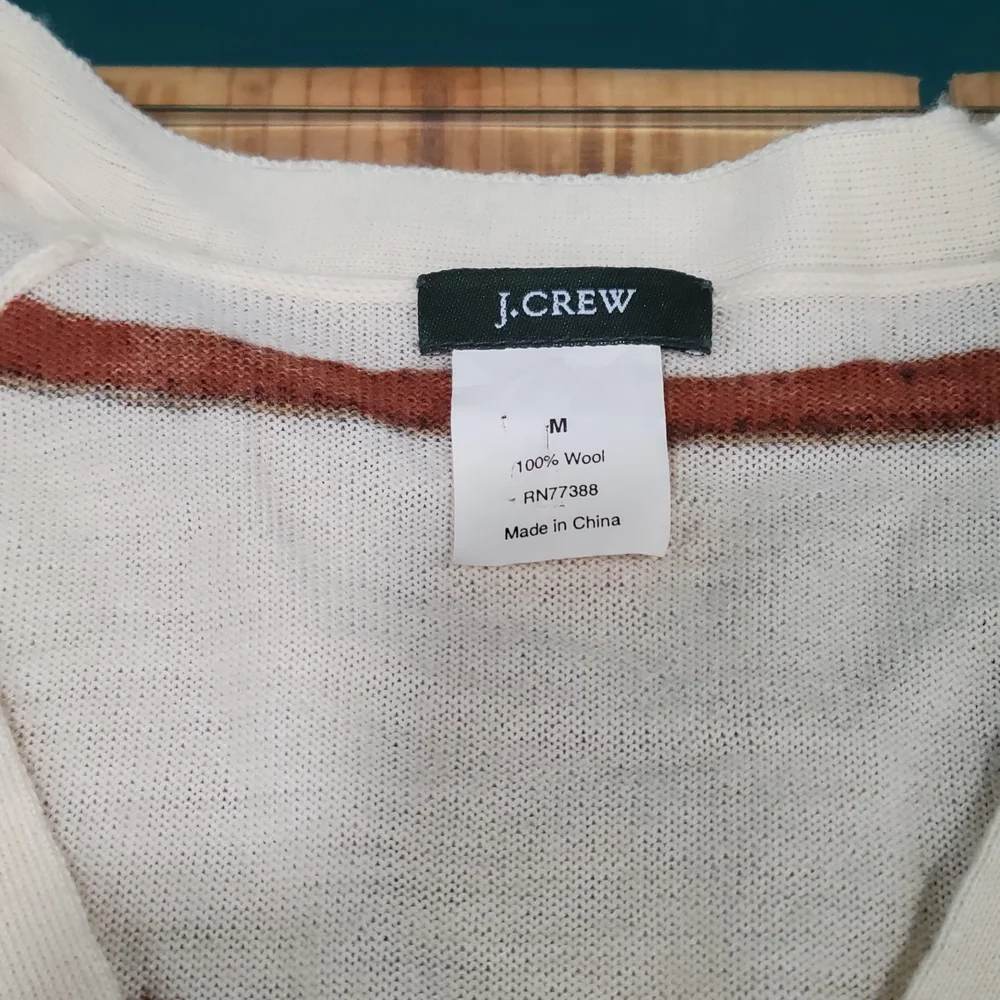 J.CREW
M
100% Wool
RN77388
Made in China